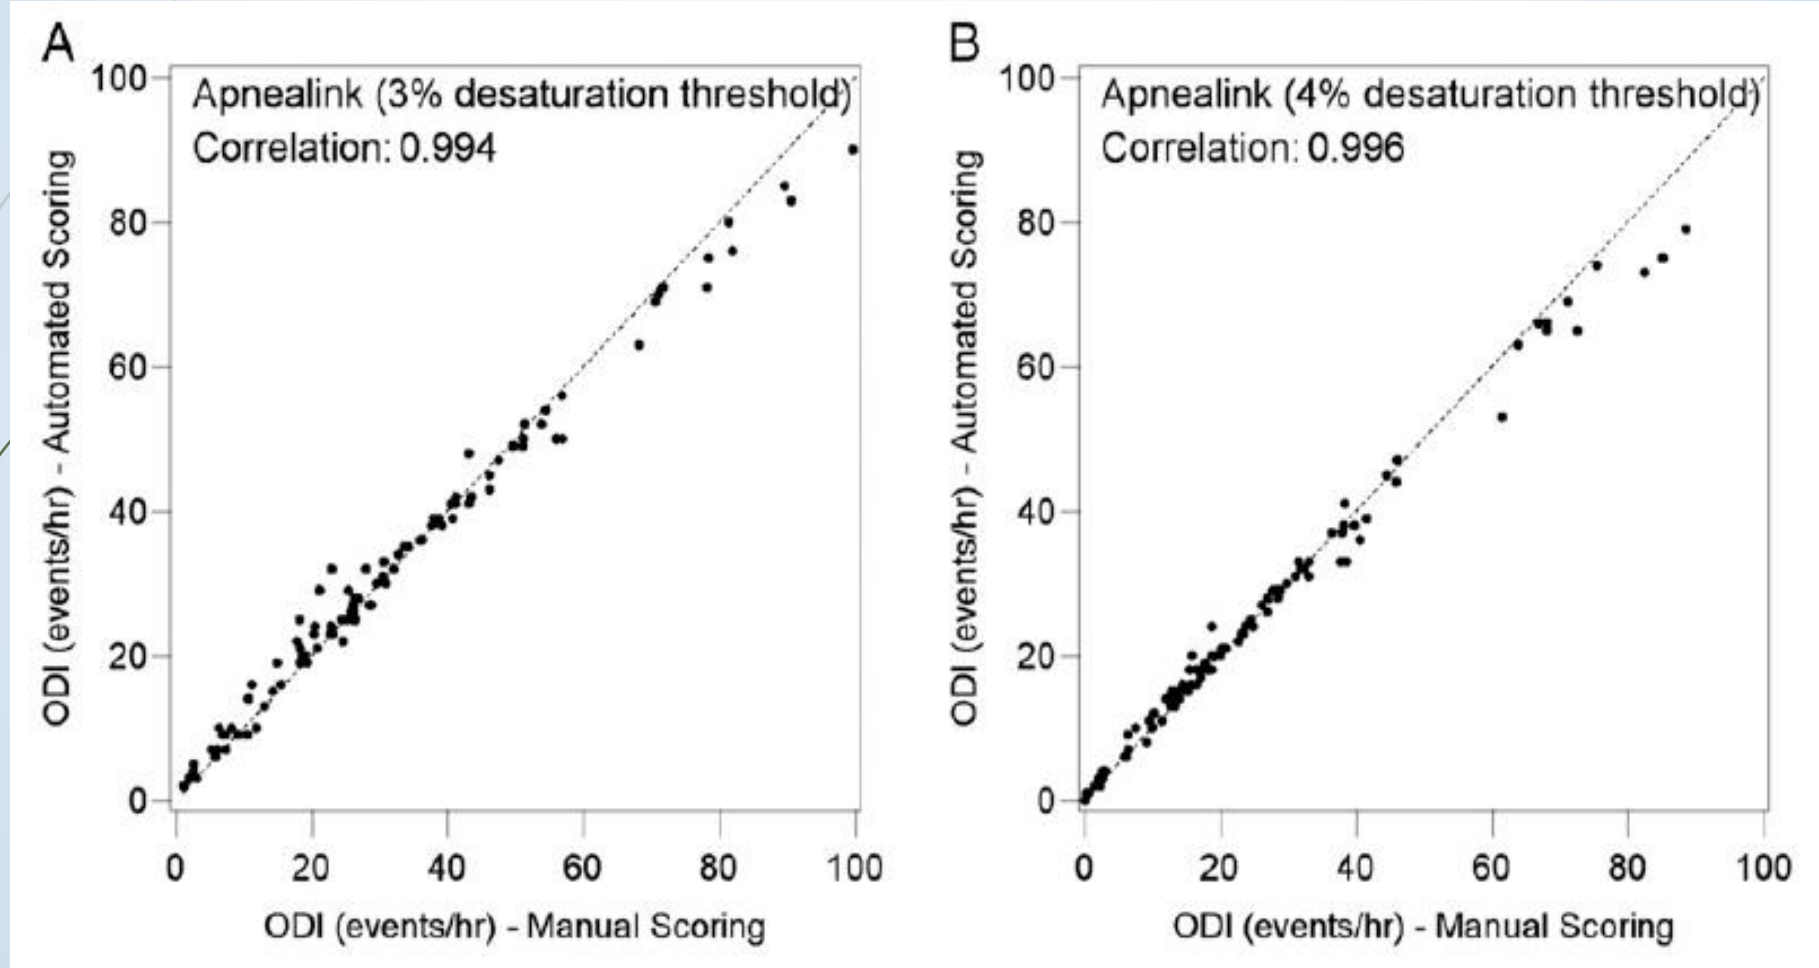 A
Apnealink (3% desaturation threshold)
Correlation: 0.994
ODI (events/hr) - Automated Scoring
100
80
60
40
20
0
0 20 40 60 80 100
ODI (events/hr) - Manual Scoring
B
Apnealink (4% desaturation threshold)
Correlation: 0.996
ODI (events/hr) - Automated Scoring
100
80
60
40
20
0
0 20 40 60 80 100
ODI (events/hr) - Manual Scoring